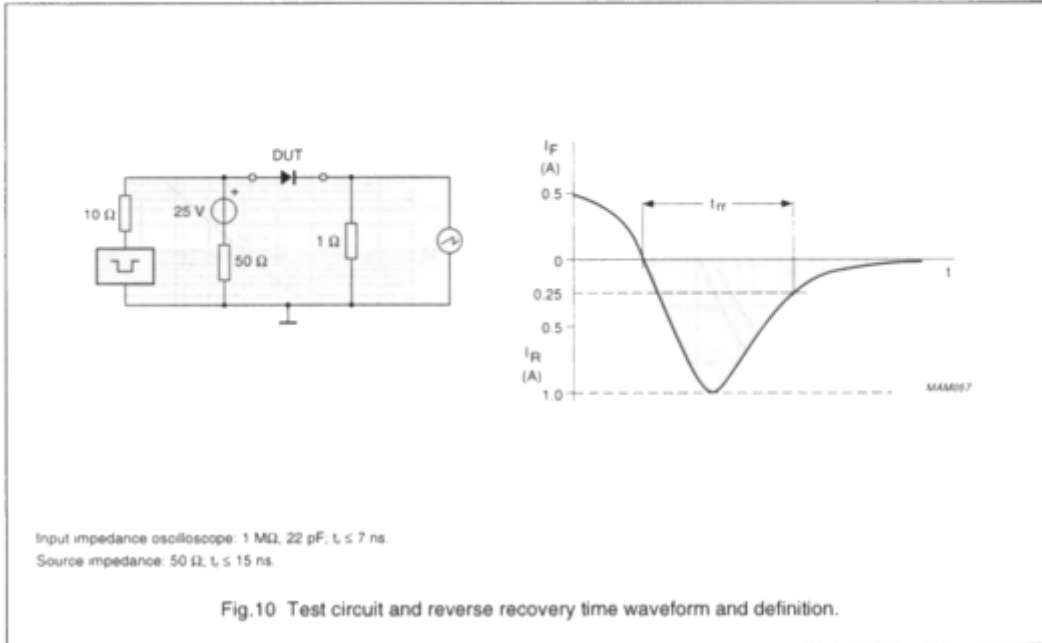 DUT
+
10 Ω
25 V
50 Ω
1 Ω
I_F
(A)
0.5
0
0.25
0.5
I_R
(A)
1.0
t_rr
t
MAM057
Input impedance oscilloscope: 1 MΩ, 22 pF; t_r ≤ 7 ns.
Source impedance: 50 Ω; t_r ≤ 15 ns.
Fig.10 Test circuit and reverse recovery time waveform and definition.